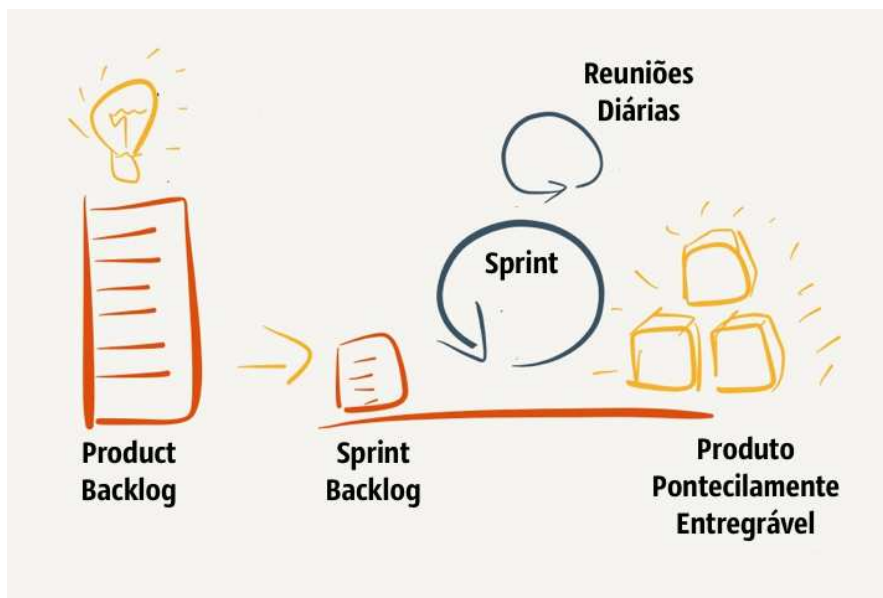 Reuniões
Diárias
Sprint
Product
Backlog
Sprint
Backlog
Produto
Pontecilamente
Entregrável